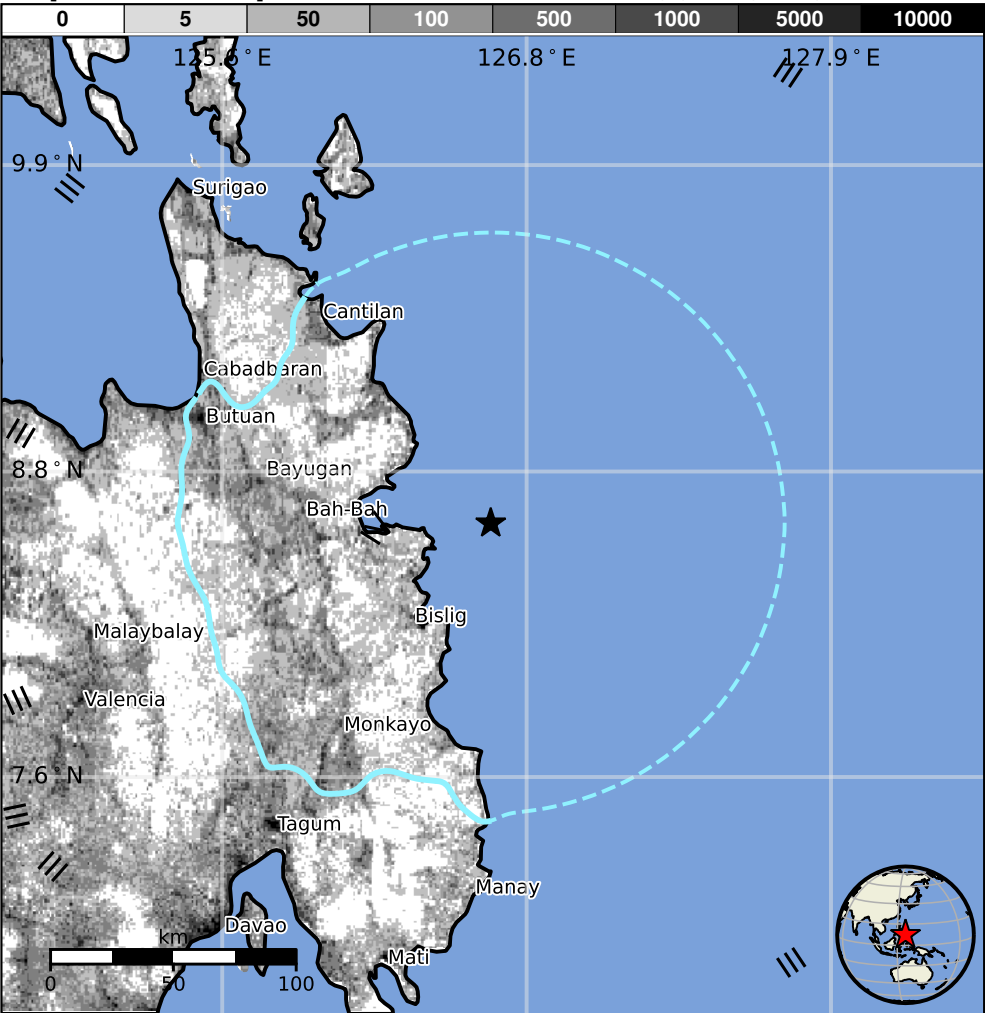 0 5 50 100 500 1000 5000 10000
125.6°E 126.8°E 127.9°E
9.9°N
Surigao
Cantilan
Cabadbaran
Butuan
8.8°N
Bayugan
Bah-Bah
Bislig
Malaybalay
Valencia
Monkayo
7.6°N
Tagum
Manay
Davao
km
Mati
0 50 100